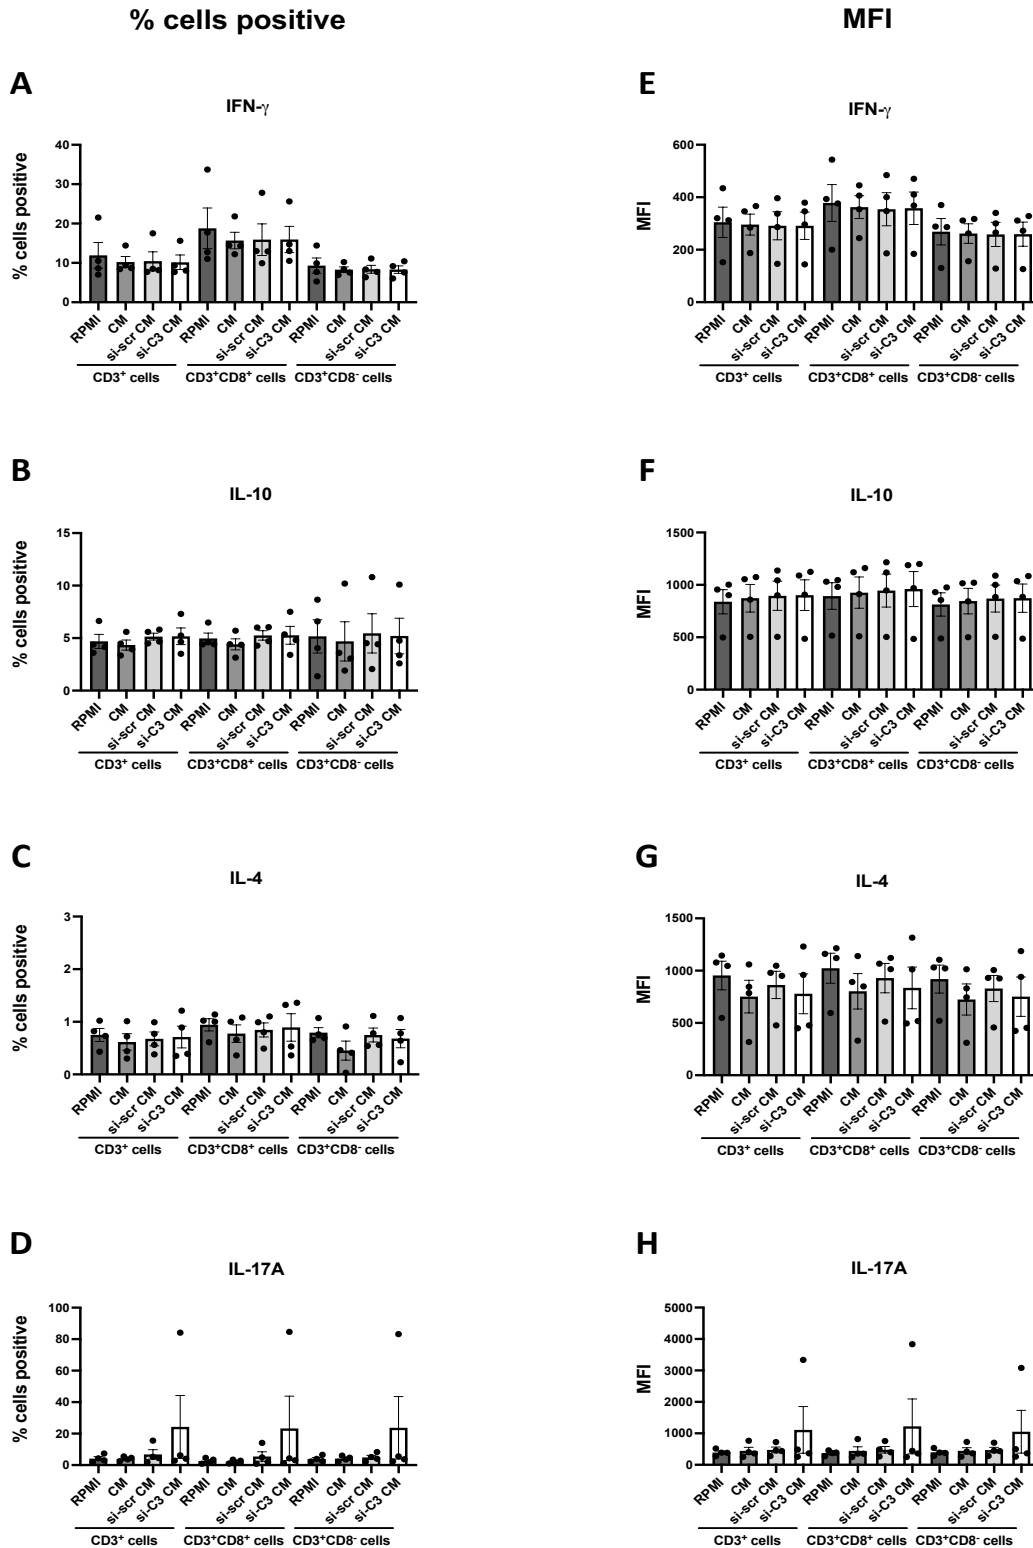 % cells positive
MFI
A
IFN-γ
% cells positive
40
30
20
10
0
RPMI
CM
si-scr CM
si-C3 CM
RPMI
CM
si-scr CM
si-C3 CM
RPMI
CM
si-scr CM
si-C3 CM
CD3⁺ cells
CD3⁺CD8⁺ cells
CD3⁺CD8⁻ cells
E
IFN-γ
MFI
600
400
200
0
RPMI
CM
si-scr CM
si-C3 CM
RPMI
CM
si-scr CM
si-C3 CM
RPMI
CM
si-scr CM
si-C3 CM
CD3⁺ cells
CD3⁺CD8⁺ cells
CD3⁺CD8⁻ cells
B
IL-10
% cells positive
15
10
5
0
RPMI
CM
si-scr CM
si-C3 CM
RPMI
CM
si-scr CM
si-C3 CM
RPMI
CM
si-scr CM
si-C3 CM
CD3⁺ cells
CD3⁺CD8⁺ cells
CD3⁺CD8⁻ cells
F
IL-10
MFI
1500
1000
500
0
RPMI
CM
si-scr CM
si-C3 CM
RPMI
CM
si-scr CM
si-C3 CM
RPMI
CM
si-scr CM
si-C3 CM
CD3⁺ cells
CD3⁺CD8⁺ cells
CD3⁺CD8⁻ cells
C
IL-4
% cells positive
3
2
1
0
RPMI
CM
si-scr CM
si-C3 CM
RPMI
CM
si-scr CM
si-C3 CM
RPMI
CM
si-scr CM
si-C3 CM
CD3⁺ cells
CD3⁺CD8⁺ cells
CD3⁺CD8⁻ cells
G
IL-4
MFI
1500
1000
500
0
RPMI
CM
si-scr CM
si-C3 CM
RPMI
CM
si-scr CM
si-C3 CM
RPMI
CM
si-scr CM
si-C3 CM
CD3⁺ cells
CD3⁺CD8⁺ cells
CD3⁺CD8⁻ cells
D
IL-17A
% cells positive
100
80
60
40
20
0
RPMI
CM
si-scr CM
si-C3 CM
RPMI
CM
si-scr CM
si-C3 CM
RPMI
CM
si-scr CM
si-C3 CM
CD3⁺ cells
CD3⁺CD8⁺ cells
CD3⁺CD8⁻ cells
H
IL-17A
MFI
5000
4000
3000
2000
1000
0
RPMI
CM
si-scr CM
si-C3 CM
RPMI
CM
si-scr CM
si-C3 CM
RPMI
CM
si-scr CM
si-C3 CM
CD3⁺ cells
CD3⁺CD8⁺ cells
CD3⁺CD8⁻ cells